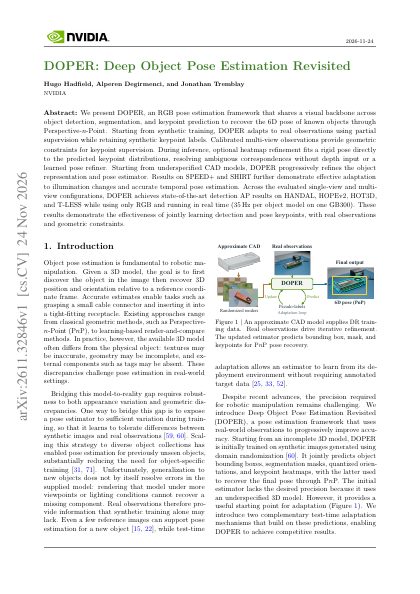 NVIDIA
2026-11-24
DOPER: Deep Object Pose Estimation Revisited
Hugo Hadfield, Alperen Degirmenci, and Jonathan Tremblay
NVIDIA
Abstract: We present DOPER, an RGB pose estimation framework that shares a visual backbone across
object detection, segmentation, and keypoint prediction to recover the 6D pose of known objects through
Perspective-n-Point. Starting from synthetic training, DOPER adapts to real observations using partial
supervision while retaining synthetic keypoint labels. Calibrated multi-view observations provide geometric
constraints for keypoint supervision. During inference, optional heatmap refinement fits a rigid pose directly
to the predicted keypoint distributions, resolving ambiguous correspondences without depth input or a
learned pose refiner. Starting from underspecified CAD models, DOPER progressively refines the object
representation and pose estimator. Results on SPEED+ and SHIRT further demonstrate effective adaptation
to illumination changes and accurate temporal pose estimation. Across the evaluated single-view and multi-
view configurations, DOPER achieves state-of-the-art detection AP results on HANDAL, HOPEv2, HOT3D,
and T-LESS while using only RGB and running in real time (35 Hz per object model on one GB300). These
results demonstrate the effectiveness of jointly learning detection and pose keypoints, with real observations
and geometric constraints.
1. Introduction
Object pose estimation is fundamental to robotic ma-
nipulation. Given a 3D model, the goal is to first
discover the object in the image then recover 3D
position and orientation relative to a reference coordi-
nate frame. Accurate estimates enable tasks such as
grasping a small cable connector and inserting it into
a tight-fitting receptacle. Existing approaches range
from classical geometric methods, such as Perspective-
n-Point (PnP), to learning-based render-and-compare
methods. In practice, however, the available 3D model
often differs from the physical object: textures may
be inaccurate, geometry may be incomplete, and ex-
ternal components such as tags may be absent. These
discrepancies challenge pose estimation in real-world
settings.
Bridging this model-to-reality gap requires robust-
ness to both appearance variation and geometric dis-
crepancies. One way to bridge this gap is to expose
a pose estimator to sufficient variation during train-
ing, so that it learns to tolerate differences between
synthetic images and real observations [59, 60]. Scal-
ing this strategy to diverse object collections has
enabled pose estimation for previously unseen objects,
substantially reducing the need for object-specific
training [31, 71]. Unfortunately, generalization to
new objects does not by itself resolve errors in the
supplied model: rendering that model under more
viewpoints or lighting conditions cannot recover a
missing component. Real observations therefore pro-
vide information that synthetic training alone may
lack. Even a few reference images can support pose
estimation for a new object [15, 22], while test-time
Approximate CAD
Real observations
Final output
DOPER
Update
Predict
Randomized renders
Pseudo-labels
Adaptation loop
6D pose (PnP)
Figure 1 | An approximate CAD model supplies DR train-
ing data. Real observations drive iterative refinement.
The updated estimator predicts bounding box, mask, and
keypoints for PnP pose recovery.
adaptation allows an estimator to learn from its de-
ployment environment without requiring annotated
target data [25, 33, 52].
Despite recent advances, the precision required
for robotic manipulation remains challenging. We
introduce Deep Object Pose Estimation Revisited
(DOPER), a pose estimation framework that uses
real-world observations to progressively improve accu-
racy. Starting from an incomplete 3D model, DOPER
is initially trained on synthetic images generated using
domain randomization [60]. It jointly predicts object
bounding boxes, segmentation masks, quantized orien-
tations, and keypoint heatmaps, with the latter used
to recover the final pose through PnP. The initial
estimator lacks the desired precision because it uses
an underspecified 3D model. However, it provides a
useful starting point for adaptation (Figure 1). We
introduce two complementary test-time adaptation
mechanisms that build on these predictions, enabling
DOPER to achieve competitive results.
arXiv:2611.32846v1 [cs.CV] 24 Nov 2026